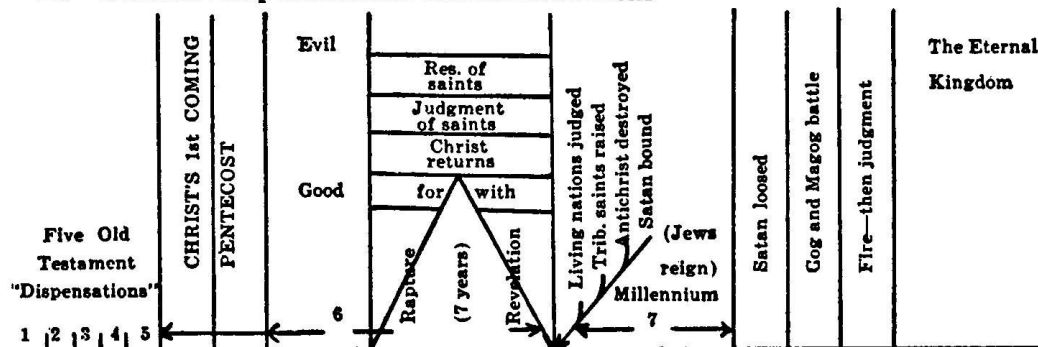 Five Old
Testament
"Dispensations"
1 2 3 4 5
CHRIST'S 1st COMING
PENTECOST
Evil
Good
6
Res. of
saints
Judgment
of saints
Christ
returns
for with
Rapture
(7 years)
Revelation
Living nations judged
Trib. saints raised
Antichrist destroyed
Satan bound
(Jews
reign)
Millennium
7
Satan loosed
Gog and Magog battle
Fire—then judgment
The Eternal
Kingdom